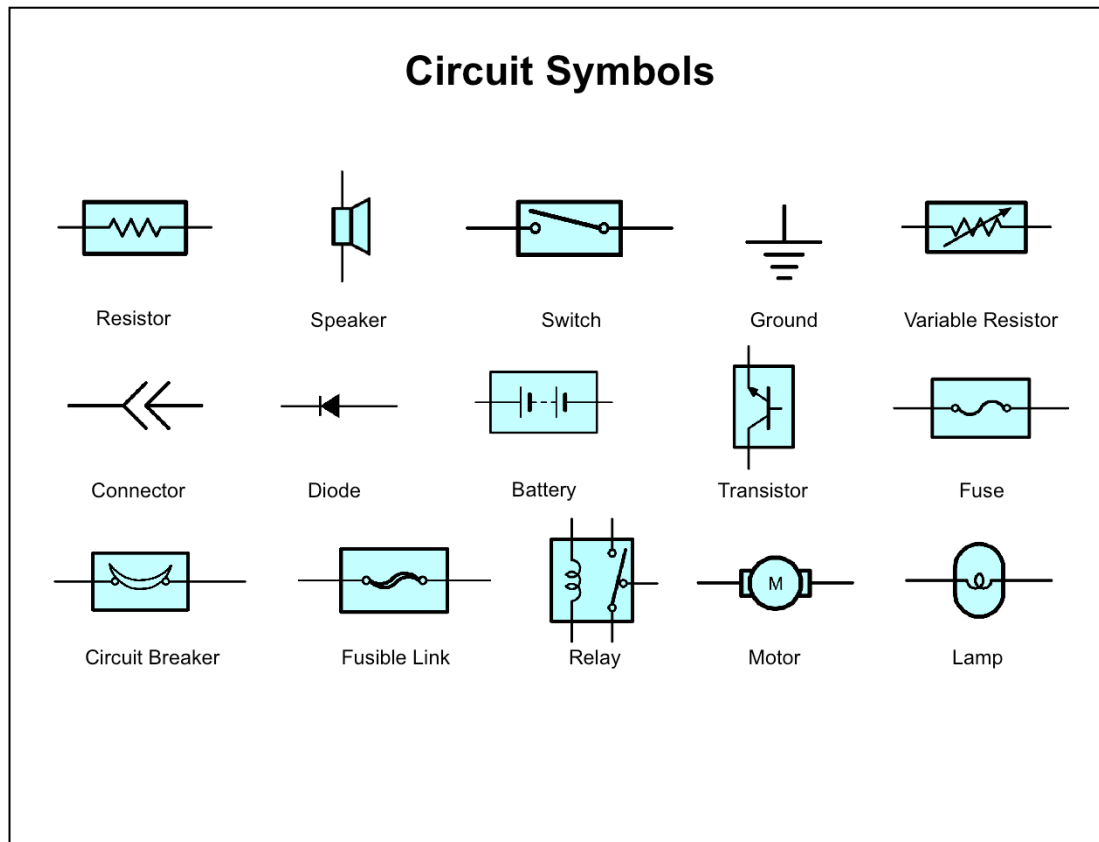 Circuit Symbols
Resistor
Speaker
Switch
Ground
Variable Resistor
Connector
Diode
Battery
Transistor
Fuse
M
Circuit Breaker
Fusible Link
Relay
Motor
Lamp